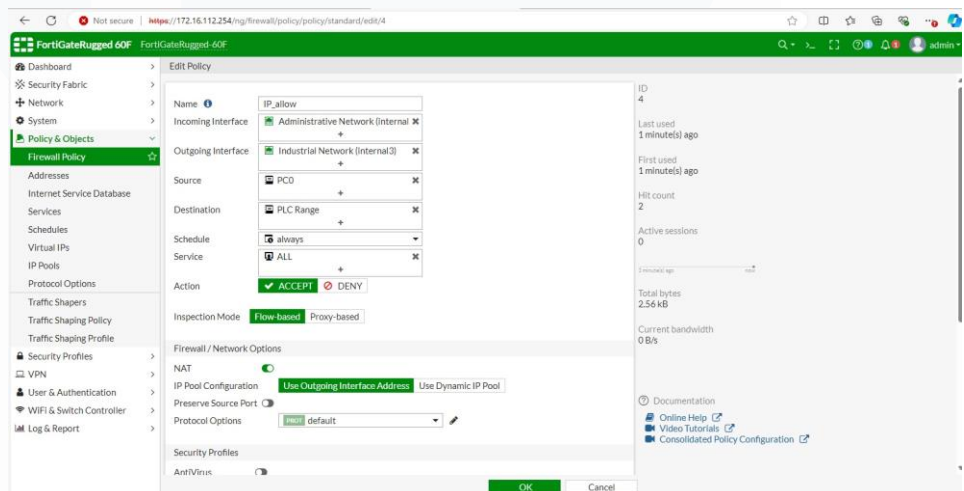 Not secure | https://172.16.112.254/ng/firewall/policy/policy/standard/edit/4
FortiGateRugged 60F FortiGateRugged-60F
admin
Dashboard
Security Fabric
Network
System
Policy & Objects
Firewall Policy
Addresses
Internet Service Database
Services
Schedules
Virtual IPs
IP Pools
Protocol Options
Traffic Shapers
Traffic Shaping Policy
Traffic Shaping Profile
Security Profiles
VPN
User & Authentication
WiFi & Switch Controller
Log & Report
Edit Policy
Name IP_allow
Incoming Interface Administrative Network (internal
+
Outgoing Interface Industrial Network (internal3)
+
Source PC0
+
Destination PLC Range
+
Schedule always
Service ALL
+
Action ACCEPT DENY
Inspection Mode Flow-based Proxy-based
Firewall / Network Options
NAT
IP Pool Configuration Use Outgoing Interface Address Use Dynamic IP Pool
Preserve Source Port
Protocol Options PROT default
Security Profiles
AntiVirus
OK Cancel
ID
4
Last used
1 minute(s) ago
First used
1 minute(s) ago
Hit count
2
Active sessions
0
1 minute(s) ago now
Total bytes
2.56 kB
Current bandwidth
0 B/s
Documentation
Online Help
Video Tutorials
Consolidated Policy Configuration